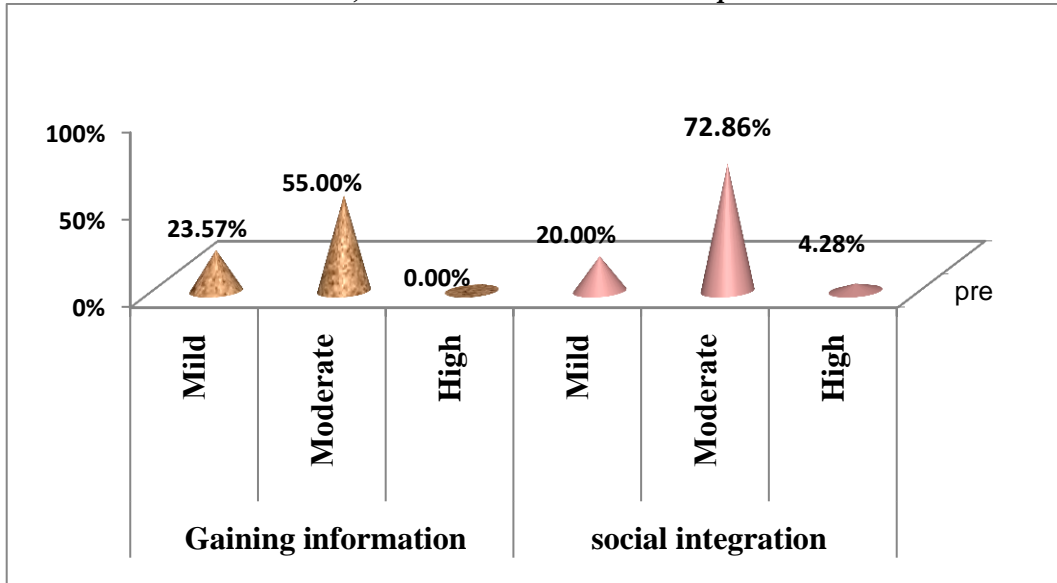 72.86%
100%
55.00%
50%
23.57%
20.00%
4.28%
0.00%
0%
pre
Mild
Moderate
High
Mild
Moderate
High
Gaining information
social integration